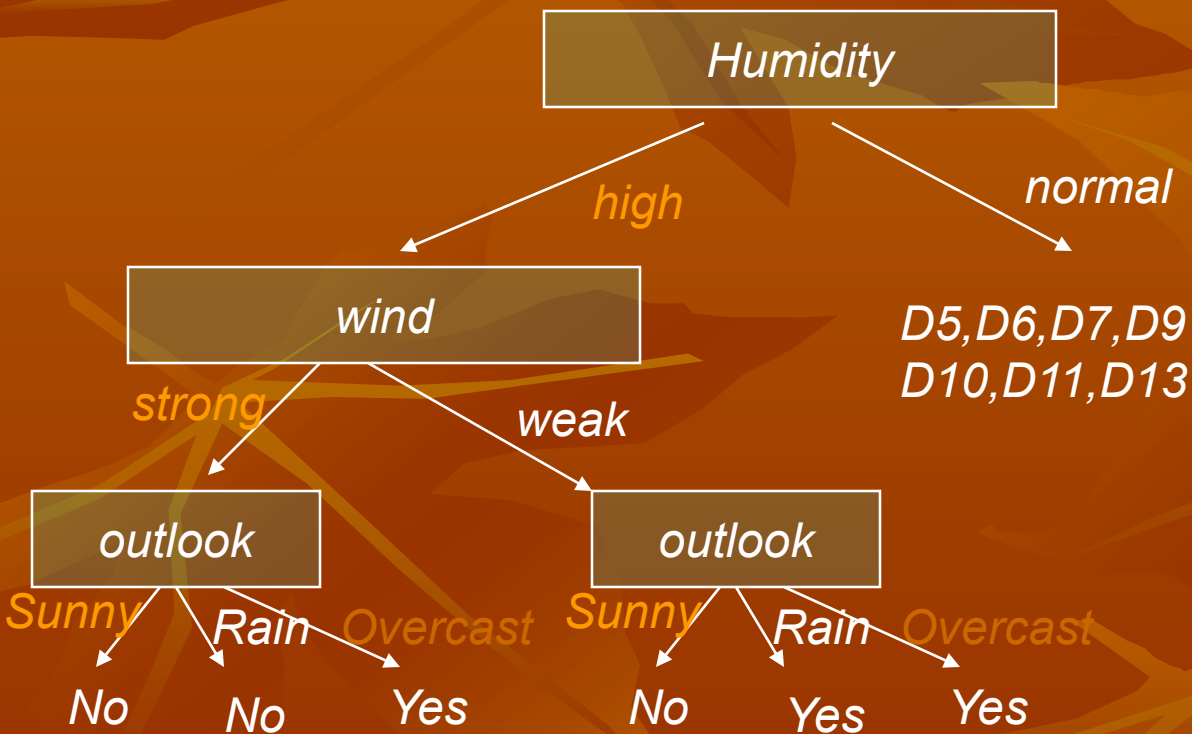 Humidity
high
normal
wind
D5,D6,D7,D9
D10,D11,D13
strong
weak
outlook
outlook
Sunny
Rain
Overcast
Sunny
Rain
Overcast
No
No
Yes
No
Yes
Yes